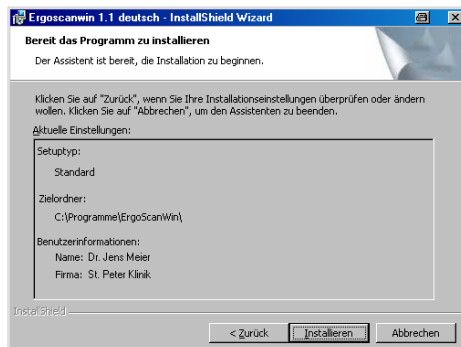 Ergoscanwin 1.1 deutsch - InstallShield Wizard
Bereit das Programm zu installieren
Der Assistent ist bereit, die Installation zu beginnen.
Klicken Sie auf "Zurück", wenn Sie Ihre Installationseinstellungen überprüfen oder ändern
wollen. Klicken Sie auf "Abbrechen", um den Assistenten zu beenden.
Aktuelle Einstellungen:
Setuptyp:
Standard
Zielordner:
C:\Programme\ErgoScanWin\
Benutzerinformationen:
Name: Dr. Jens Meier
Firma: St. Peter Klinik
InstallShield
< Zurück Installieren Abbrechen